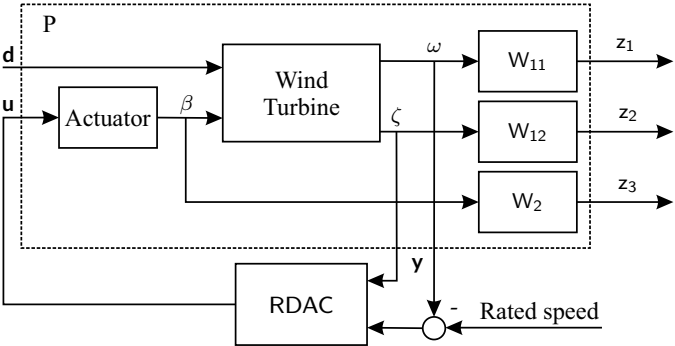 P
d
ω
W11
z1
Wind
Turbine
u
Actuator
β
ζ
W12
z2
W2
z3
y
RDAC
-
Rated speed